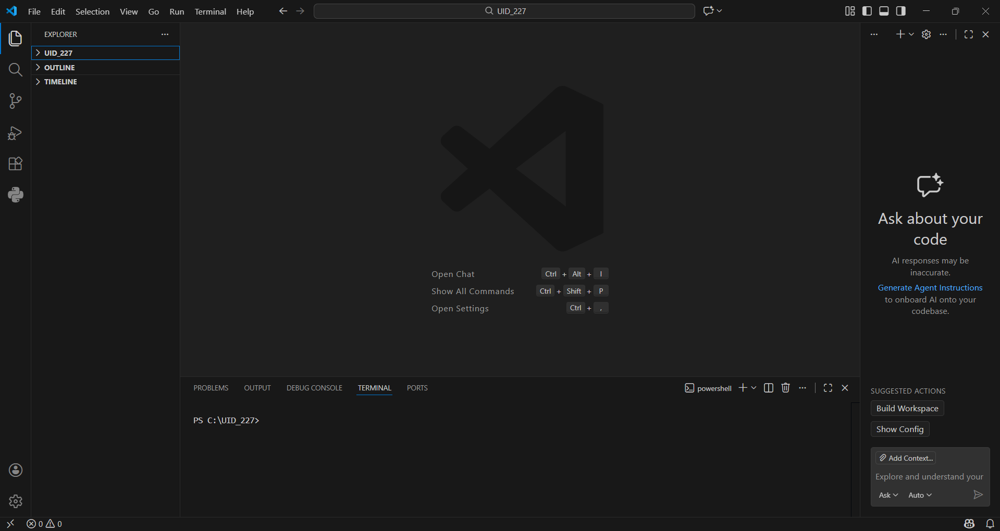 File Edit Selection View Go Run Terminal Help
UID_227
EXPLORER
UID_227
OUTLINE
TIMELINE
Open Chat Ctrl + Alt + I
Show All Commands Ctrl + Shift + P
Open Settings Ctrl + ,
PROBLEMS OUTPUT DEBUG CONSOLE TERMINAL PORTS
powershell
PS C:\UID_227>
Ask about your
code
AI responses may be
inaccurate.
Generate Agent Instructions
to onboard AI onto your
codebase.
SUGGESTED ACTIONS
Build Workspace
Show Config
Add Context...
Explore and understand your
Ask Auto
0 0